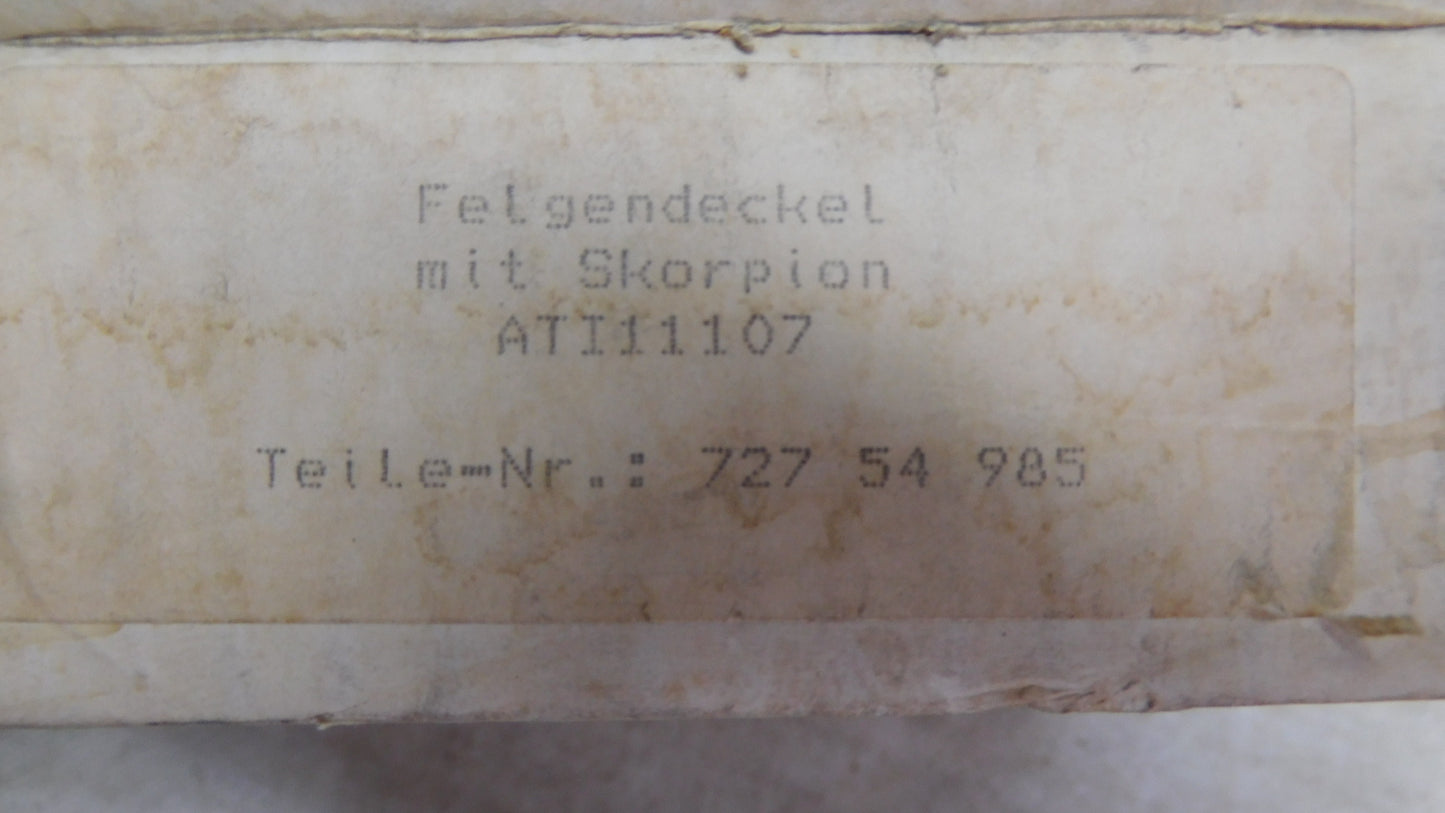 Felgendeckel
mit Skorpion
ATI11107
Teile-Nr.: 727 54 985